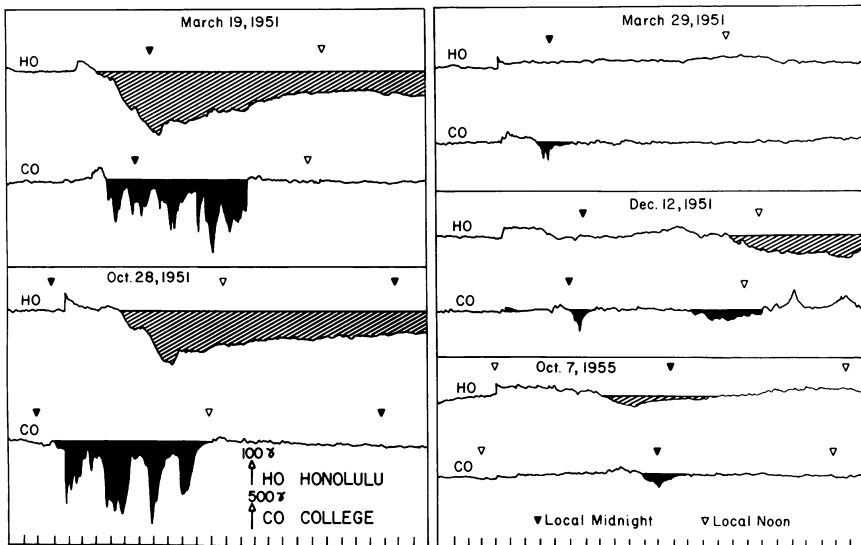 March 19, 1951
HO
CO
Oct. 28, 1951
HO
CO
100 γ
HO HONOLULU
500 γ
CO COLLEGE
March 29, 1951
HO
CO
Dec. 12, 1951
HO
CO
Oct. 7, 1955
HO
CO
▼ Local Midnight ▽ Local Noon